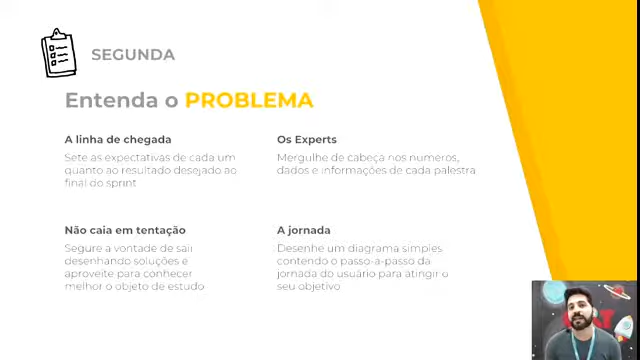 SEGUNDA
Entenda o PROBLEMA
A linha de chegada
Sete as expectativas de cada um
quanto ao resultado desejado ao
final do sprint
Os Experts
Mergulhe de cabeça nos numeros,
dados e informações de cada palestra
Não caia em tentação
Segure a vontade de sair
desenhando soluções e
aproveite para conhecer
melhor o objeto de estudo
A jornada
Desenhe um diagrama simples
contendo o passo-a-passo da
jornada do usuário para atingir o
seu objetivo